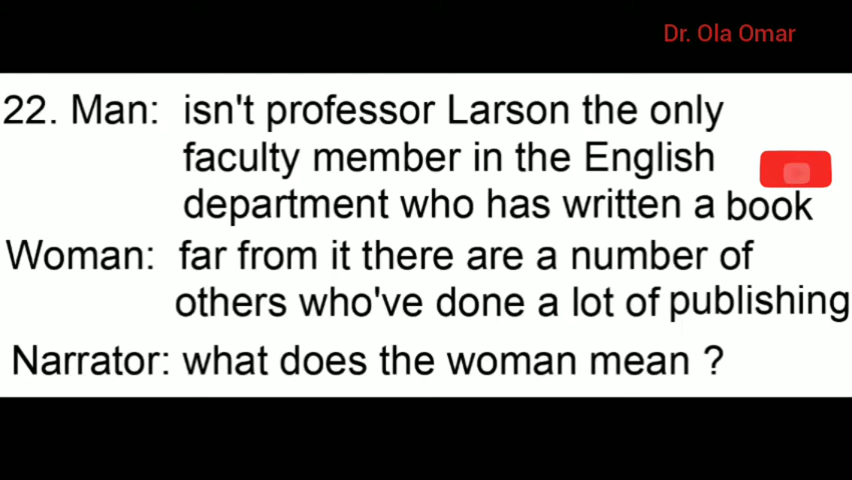 Dr. Ola Omar
22. Man: isn't professor Larson the only
faculty member in the English
department who has written a book
Woman: far from it there are a number of
others who've done a lot of publishing
Narrator: what does the woman mean ?